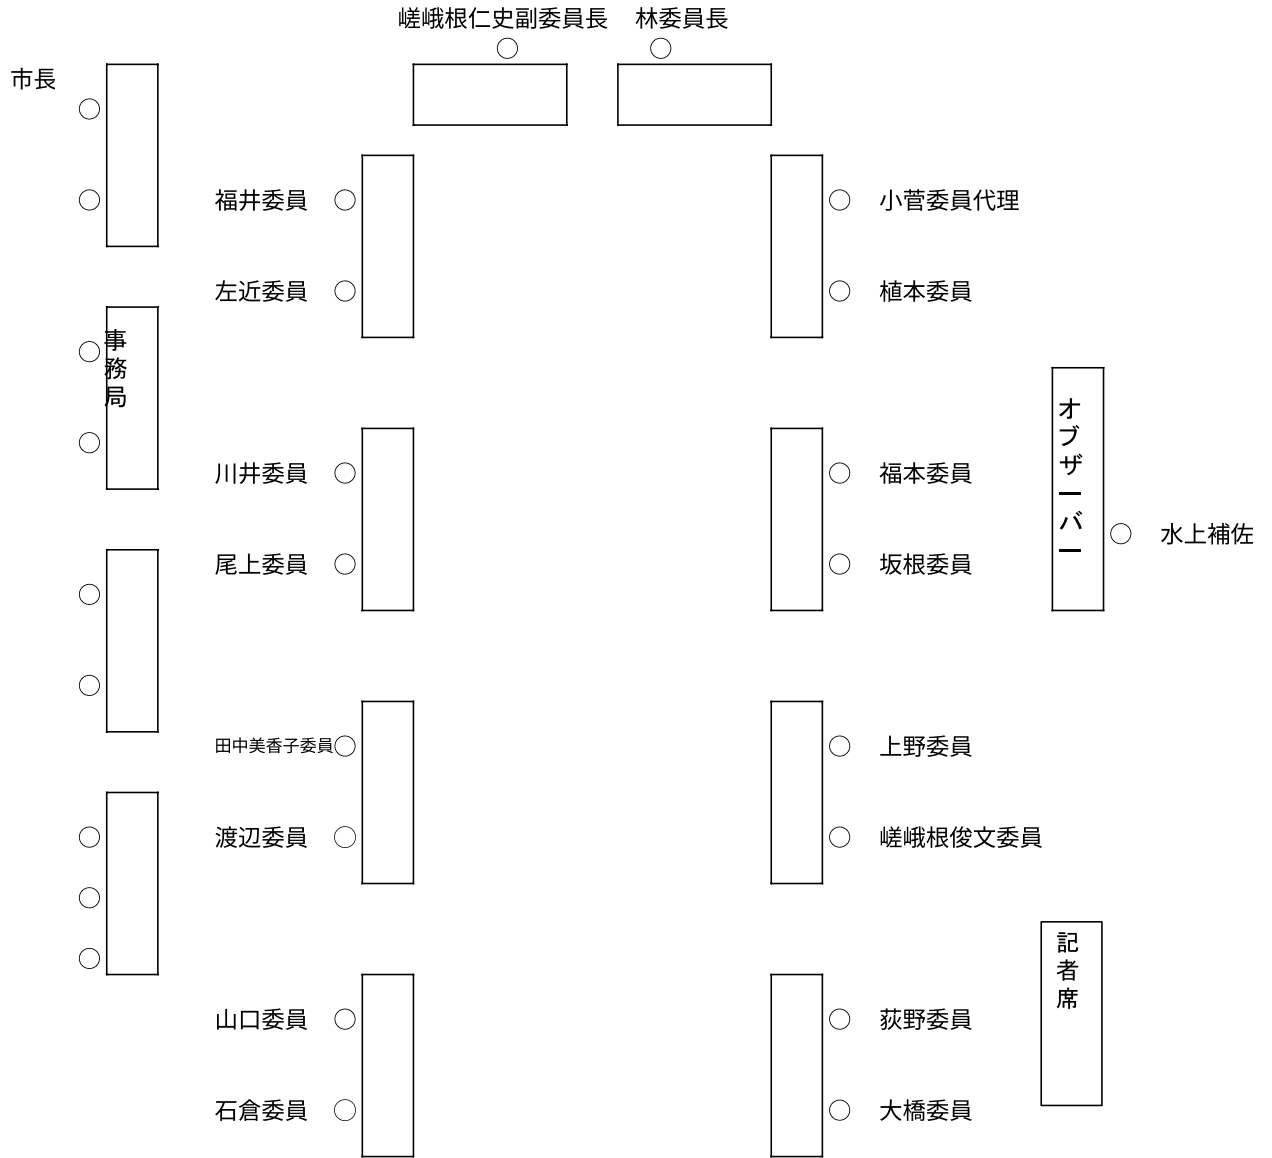 嵯峨根仁史副委員長
林委員長
市長
福井委員
小菅委員代理
左近委員
植本委員
事務局
オブザーバー
川井委員
福本委員
水上補佐
尾上委員
坂根委員
田中美香子委員
上野委員
渡辺委員
嵯峨根俊文委員
記者席
山口委員
荻野委員
石倉委員
大橋委員